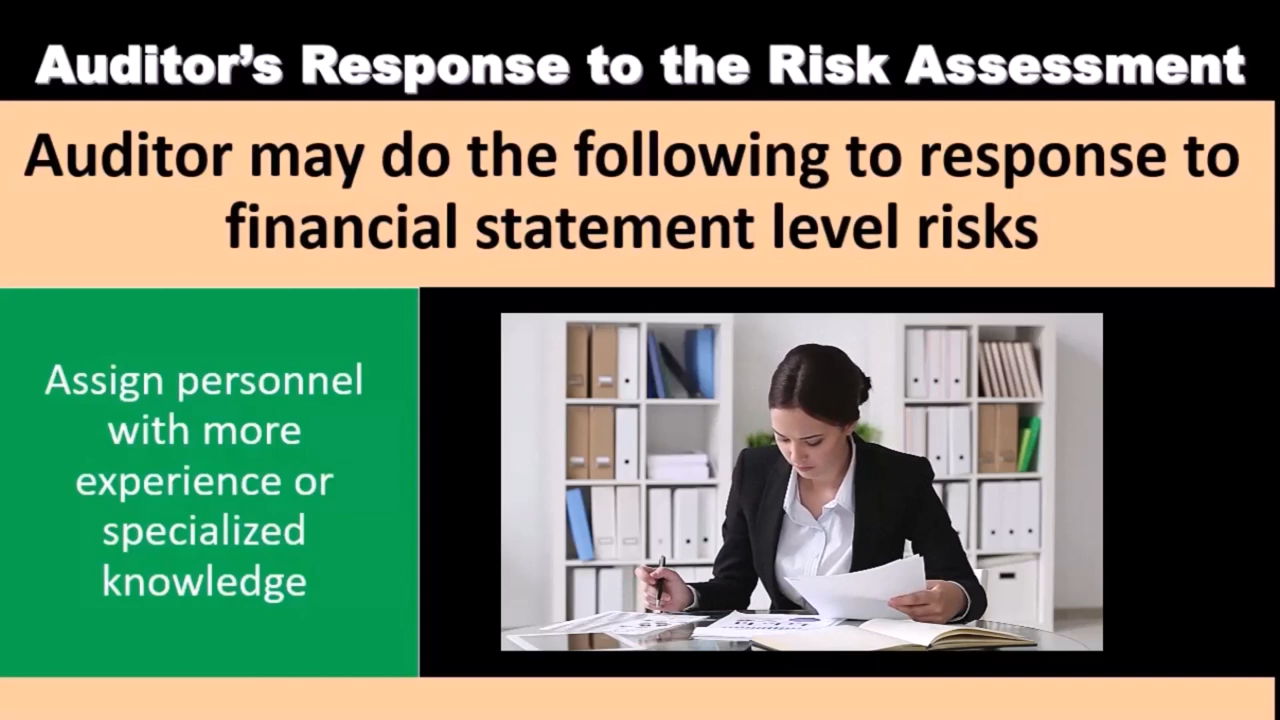 Auditor’s Response to the Risk Assessment
Auditor may do the following to response to
financial statement level risks
Assign personnel
with more
experience or
specialized
knowledge